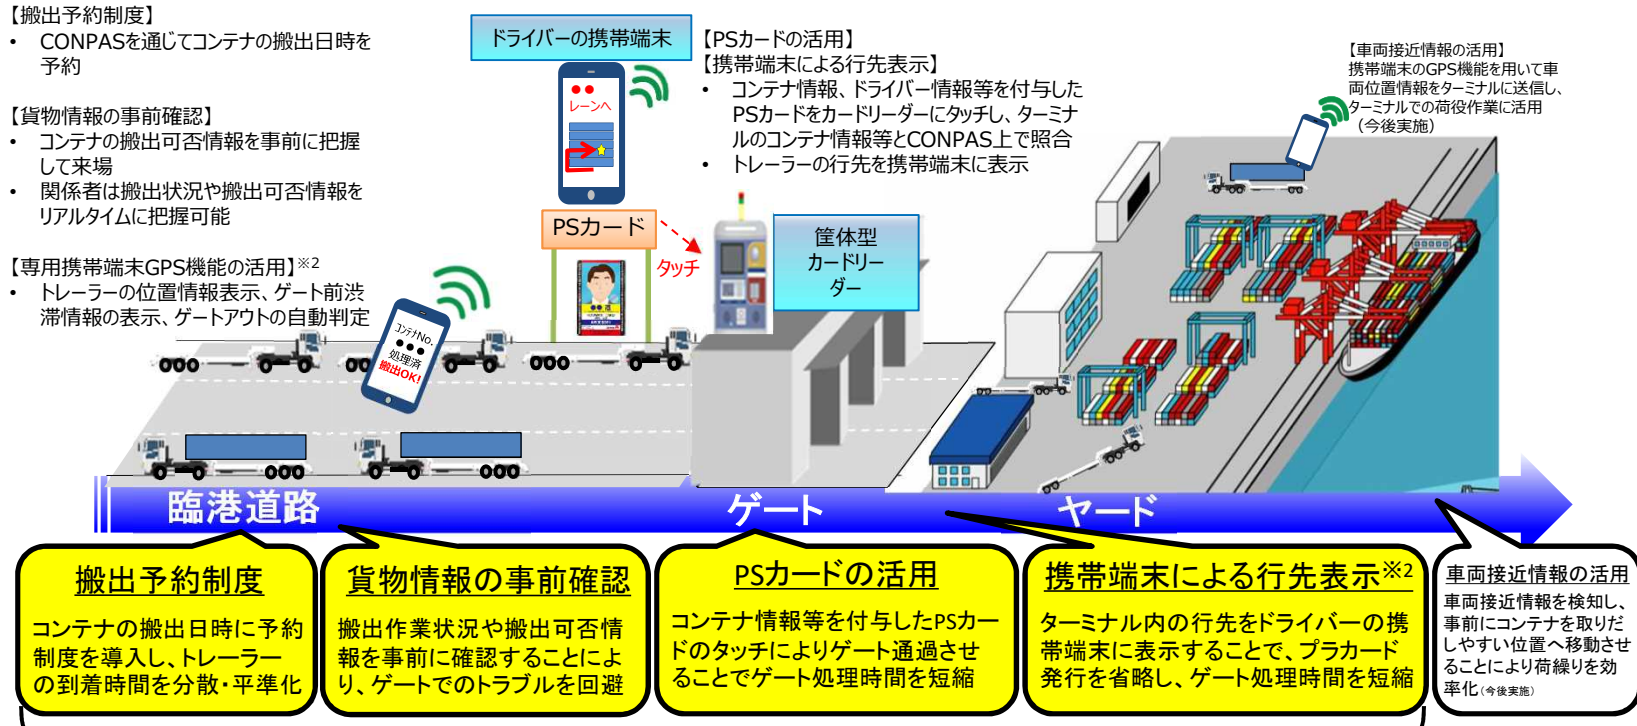 【搬出予約制度】
• CONPASを通じてコンテナの搬出日時を
予約
【貨物情報の事前確認】
• コンテナの搬出可否情報を事前に把握
して来場
• 関係者は搬出状況や搬出可否情報を
リアルタイムに把握可能
【専用携帯端末GPS機能の活用】※2
• トレーラーの位置情報表示、ゲート前渋
滞情報の表示、ゲートアウトの自動判定
ドライバーの携帯端末
●●
レーンへ
【PSカードの活用】
【携帯端末による行先表示】
• コンテナ情報、ドライバー情報等を付与した
PSカードをカードリーダーにタッチし、ターミナ
ルのコンテナ情報等とCONPAS上で照合
• トレーラーの行先を携帯端末に表示
【車両接近情報の活用】
携帯端末のGPS機能を用いて車
両位置情報をターミナルに送信し、
ターミナルでの荷役作業に活用
(今後実施)
PSカード
タッチ
筐体型
カードリー
ダー
コンテナNo.
●●●
処理済
搬出OK!
臨港道路
ゲート
ヤード
搬出予約制度
コンテナの搬出日時に予約
制度を導入し、トレーラー
の到着時間を分散・平準化
貨物情報の事前確認
搬出作業状況や搬出可否情
報を事前に確認することによ
り、ゲートでのトラブルを回避
PSカードの活用
コンテナ情報等を付与したPSカー
ドのタッチによりゲート通過させ
ることでゲート処理時間を短縮
携帯端末による行先表示※2
ターミナル内の行先をドライバーの携
帯端末に表示することで、プラカード
発行を省略し、ゲート処理時間を短縮
車両接近情報の活用
車両接近情報を検知し、
事前にコンテナを取りだ
しやすい位置へ移動させ
ることにより荷繰りを効
率化(今後実施)